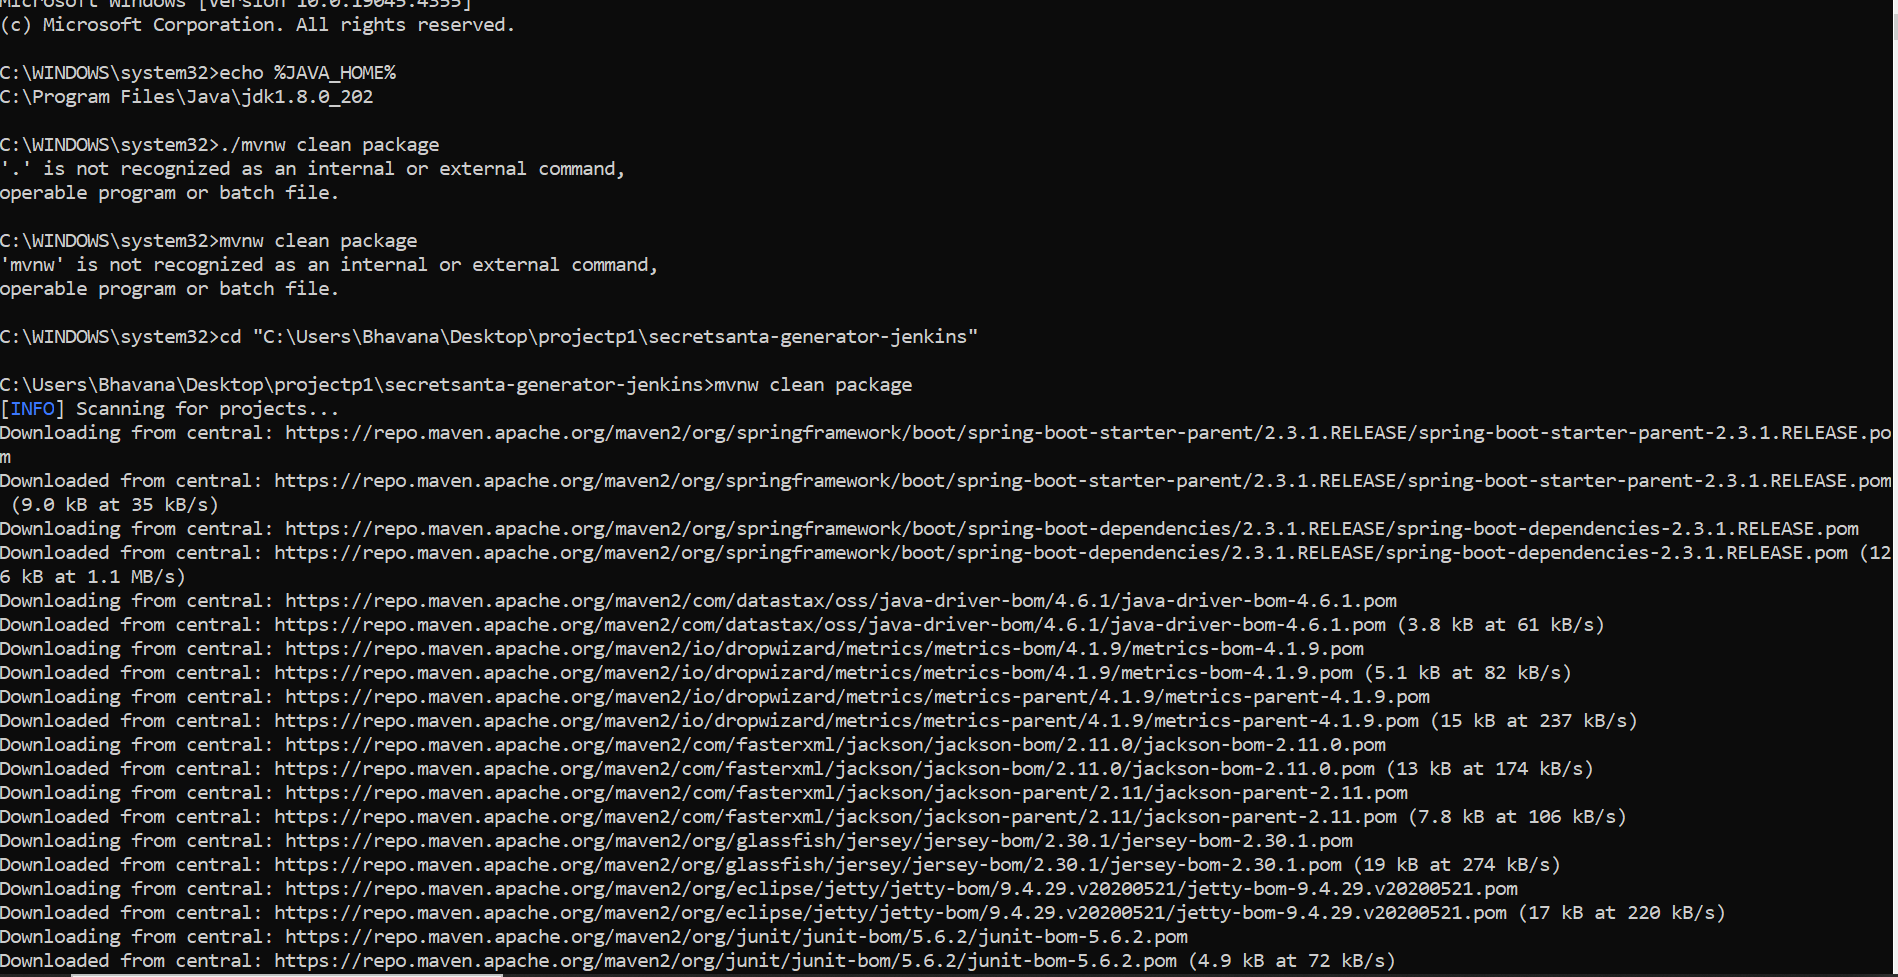 Microsoft Windows [Version 10.0.19045.4355]
(c) Microsoft Corporation. All rights reserved.
C:\WINDOWS\system32>echo %JAVA_HOME%
C:\Program Files\Java\jdk1.8.0_202
C:\WINDOWS\system32>./mvnw clean package
'.' is not recognized as an internal or external command,
operable program or batch file.
C:\WINDOWS\system32>mvnw clean package
'mvnw' is not recognized as an internal or external command,
operable program or batch file.
C:\WINDOWS\system32>cd "C:\Users\Bhavana\Desktop\projectp1\secretsanta-generator-jenkins"
C:\Users\Bhavana\Desktop\projectp1\secretsanta-generator-jenkins>mvnw clean package
[INFO] Scanning for projects...
Downloading from central: https://repo.maven.apache.org/maven2/org/springframework/boot/spring-boot-starter-parent/2.3.1.RELEASE/spring-boot-starter-parent-2.3.1.RELEASE.po
m
Downloaded from central: https://repo.maven.apache.org/maven2/org/springframework/boot/spring-boot-starter-parent/2.3.1.RELEASE/spring-boot-starter-parent-2.3.1.RELEASE.pom
(9.0 kB at 35 kB/s)
Downloading from central: https://repo.maven.apache.org/maven2/org/springframework/boot/spring-boot-dependencies/2.3.1.RELEASE/spring-boot-dependencies-2.3.1.RELEASE.pom
Downloaded from central: https://repo.maven.apache.org/maven2/org/springframework/boot/spring-boot-dependencies/2.3.1.RELEASE/spring-boot-dependencies-2.3.1.RELEASE.pom (12
6 kB at 1.1 MB/s)
Downloading from central: https://repo.maven.apache.org/maven2/com/datastax/oss/java-driver-bom/4.6.1/java-driver-bom-4.6.1.pom
Downloaded from central: https://repo.maven.apache.org/maven2/com/datastax/oss/java-driver-bom/4.6.1/java-driver-bom-4.6.1.pom (3.8 kB at 61 kB/s)
Downloading from central: https://repo.maven.apache.org/maven2/io/dropwizard/metrics/metrics-bom/4.1.9/metrics-bom-4.1.9.pom
Downloaded from central: https://repo.maven.apache.org/maven2/io/dropwizard/metrics/metrics-bom/4.1.9/metrics-bom-4.1.9.pom (5.1 kB at 82 kB/s)
Downloading from central: https://repo.maven.apache.org/maven2/io/dropwizard/metrics/metrics-parent/4.1.9/metrics-parent-4.1.9.pom
Downloaded from central: https://repo.maven.apache.org/maven2/io/dropwizard/metrics/metrics-parent/4.1.9/metrics-parent-4.1.9.pom (15 kB at 237 kB/s)
Downloading from central: https://repo.maven.apache.org/maven2/com/fasterxml/jackson/jackson-bom/2.11.0/jackson-bom-2.11.0.pom
Downloaded from central: https://repo.maven.apache.org/maven2/com/fasterxml/jackson/jackson-bom/2.11.0/jackson-bom-2.11.0.pom (13 kB at 174 kB/s)
Downloading from central: https://repo.maven.apache.org/maven2/com/fasterxml/jackson/jackson-parent/2.11/jackson-parent-2.11.pom
Downloaded from central: https://repo.maven.apache.org/maven2/com/fasterxml/jackson/jackson-parent/2.11/jackson-parent-2.11.pom (7.8 kB at 106 kB/s)
Downloading from central: https://repo.maven.apache.org/maven2/org/glassfish/jersey/jersey-bom/2.30.1/jersey-bom-2.30.1.pom
Downloaded from central: https://repo.maven.apache.org/maven2/org/glassfish/jersey/jersey-bom/2.30.1/jersey-bom-2.30.1.pom (19 kB at 274 kB/s)
Downloading from central: https://repo.maven.apache.org/maven2/org/eclipse/jetty/jetty-bom/9.4.29.v20200521/jetty-bom-9.4.29.v20200521.pom
Downloaded from central: https://repo.maven.apache.org/maven2/org/eclipse/jetty/jetty-bom/9.4.29.v20200521/jetty-bom-9.4.29.v20200521.pom (17 kB at 220 kB/s)
Downloading from central: https://repo.maven.apache.org/maven2/org/junit/junit-bom/5.6.2/junit-bom-5.6.2.pom
Downloaded from central: https://repo.maven.apache.org/maven2/org/junit/junit-bom/5.6.2/junit-bom-5.6.2.pom (4.9 kB at 72 kB/s)